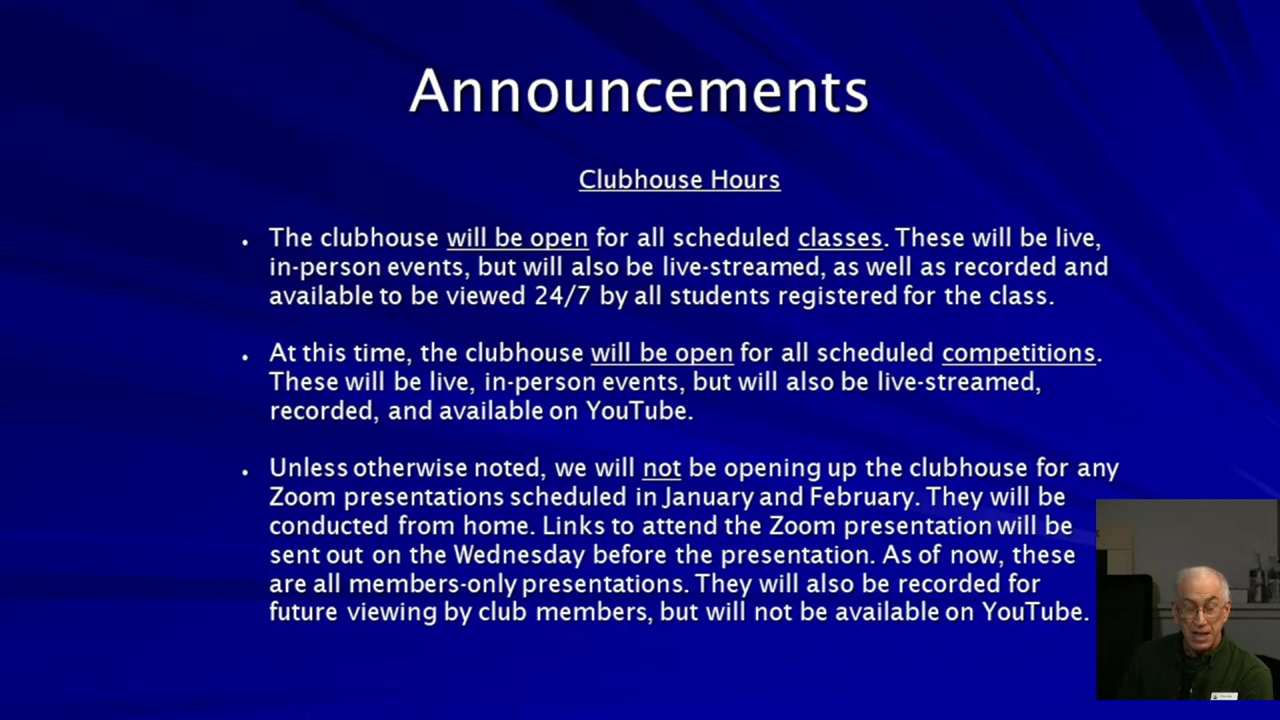 Announcements
Clubhouse Hours
• The clubhouse will be open for all scheduled classes. These will be live,
in-person events, but will also be live-streamed, as well as recorded and
available to be viewed 24/7 by all students registered for the class.
• At this time, the clubhouse will be open for all scheduled competitions.
These will be live, in-person events, but will also be live-streamed,
recorded, and available on YouTube.
• Unless otherwise noted, we will not be opening up the clubhouse for any
Zoom presentations scheduled in January and February. They will be
conducted from home. Links to attend the Zoom presentation will be
sent out on the Wednesday before the presentation. As of now, these
are all members-only presentations. They will also be recorded for
future viewing by club members, but will not be available on YouTube.